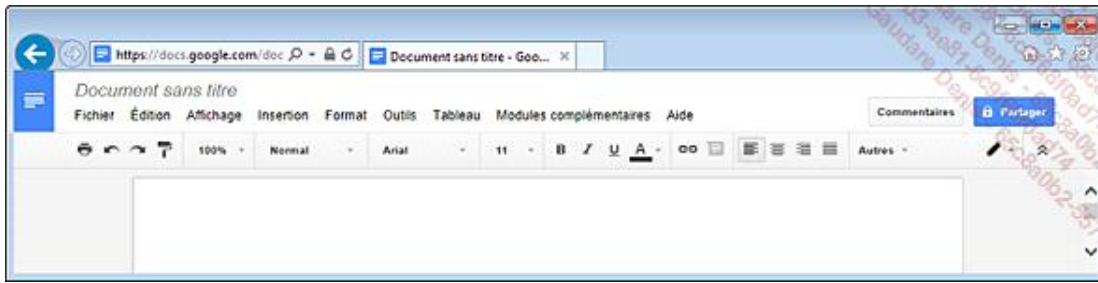 https://docs.google.com/doc Document sans titre - Goo...
Document sans titre
Fichier Édition Affichage Insertion Format Outils Tableau Modules complémentaires Aide Commentaires Partager
100% Normal Arial 11 B I U A Autres